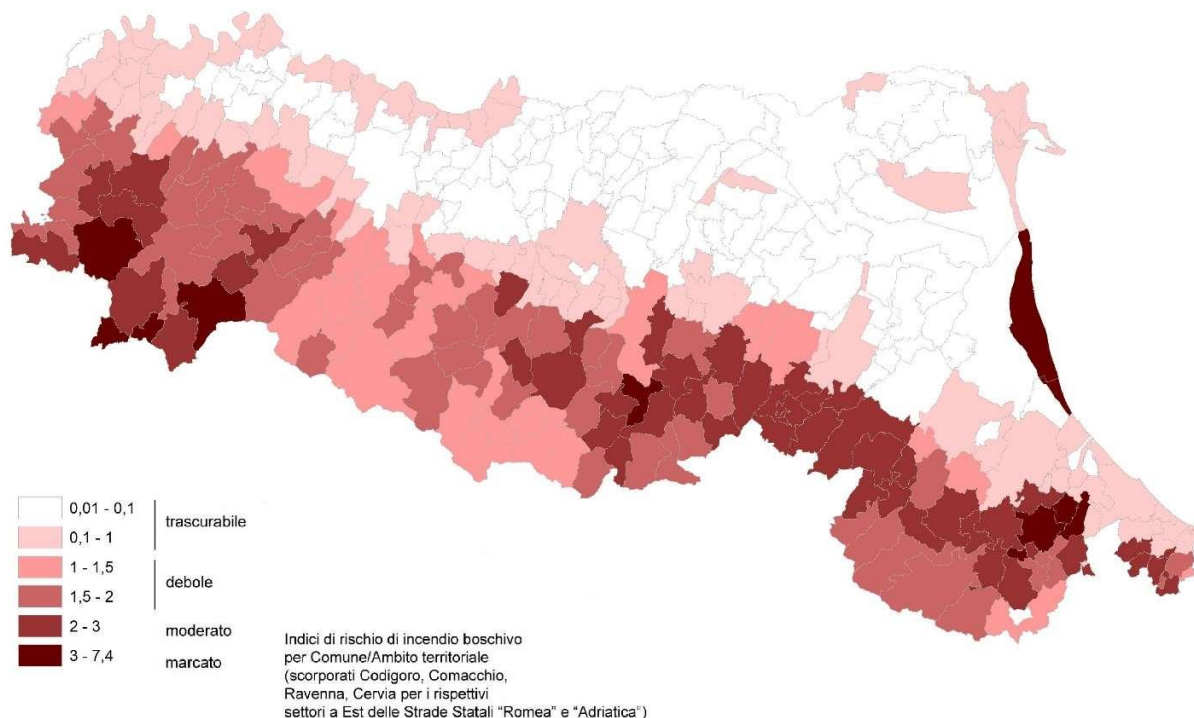 0,01 - 0,1
trascurabile
0,1 - 1
1 - 1,5
debole
1,5 - 2
2 - 3
moderato
3 - 7,4
marcato
Indici di rischio di incendio boschivo
per Comune/Ambito territoriale
(scorporati Codigoro, Comacchio,
Ravenna, Cervia per i rispettivi
settori a Est delle Strade Statali "Romea" e "Adriatica")